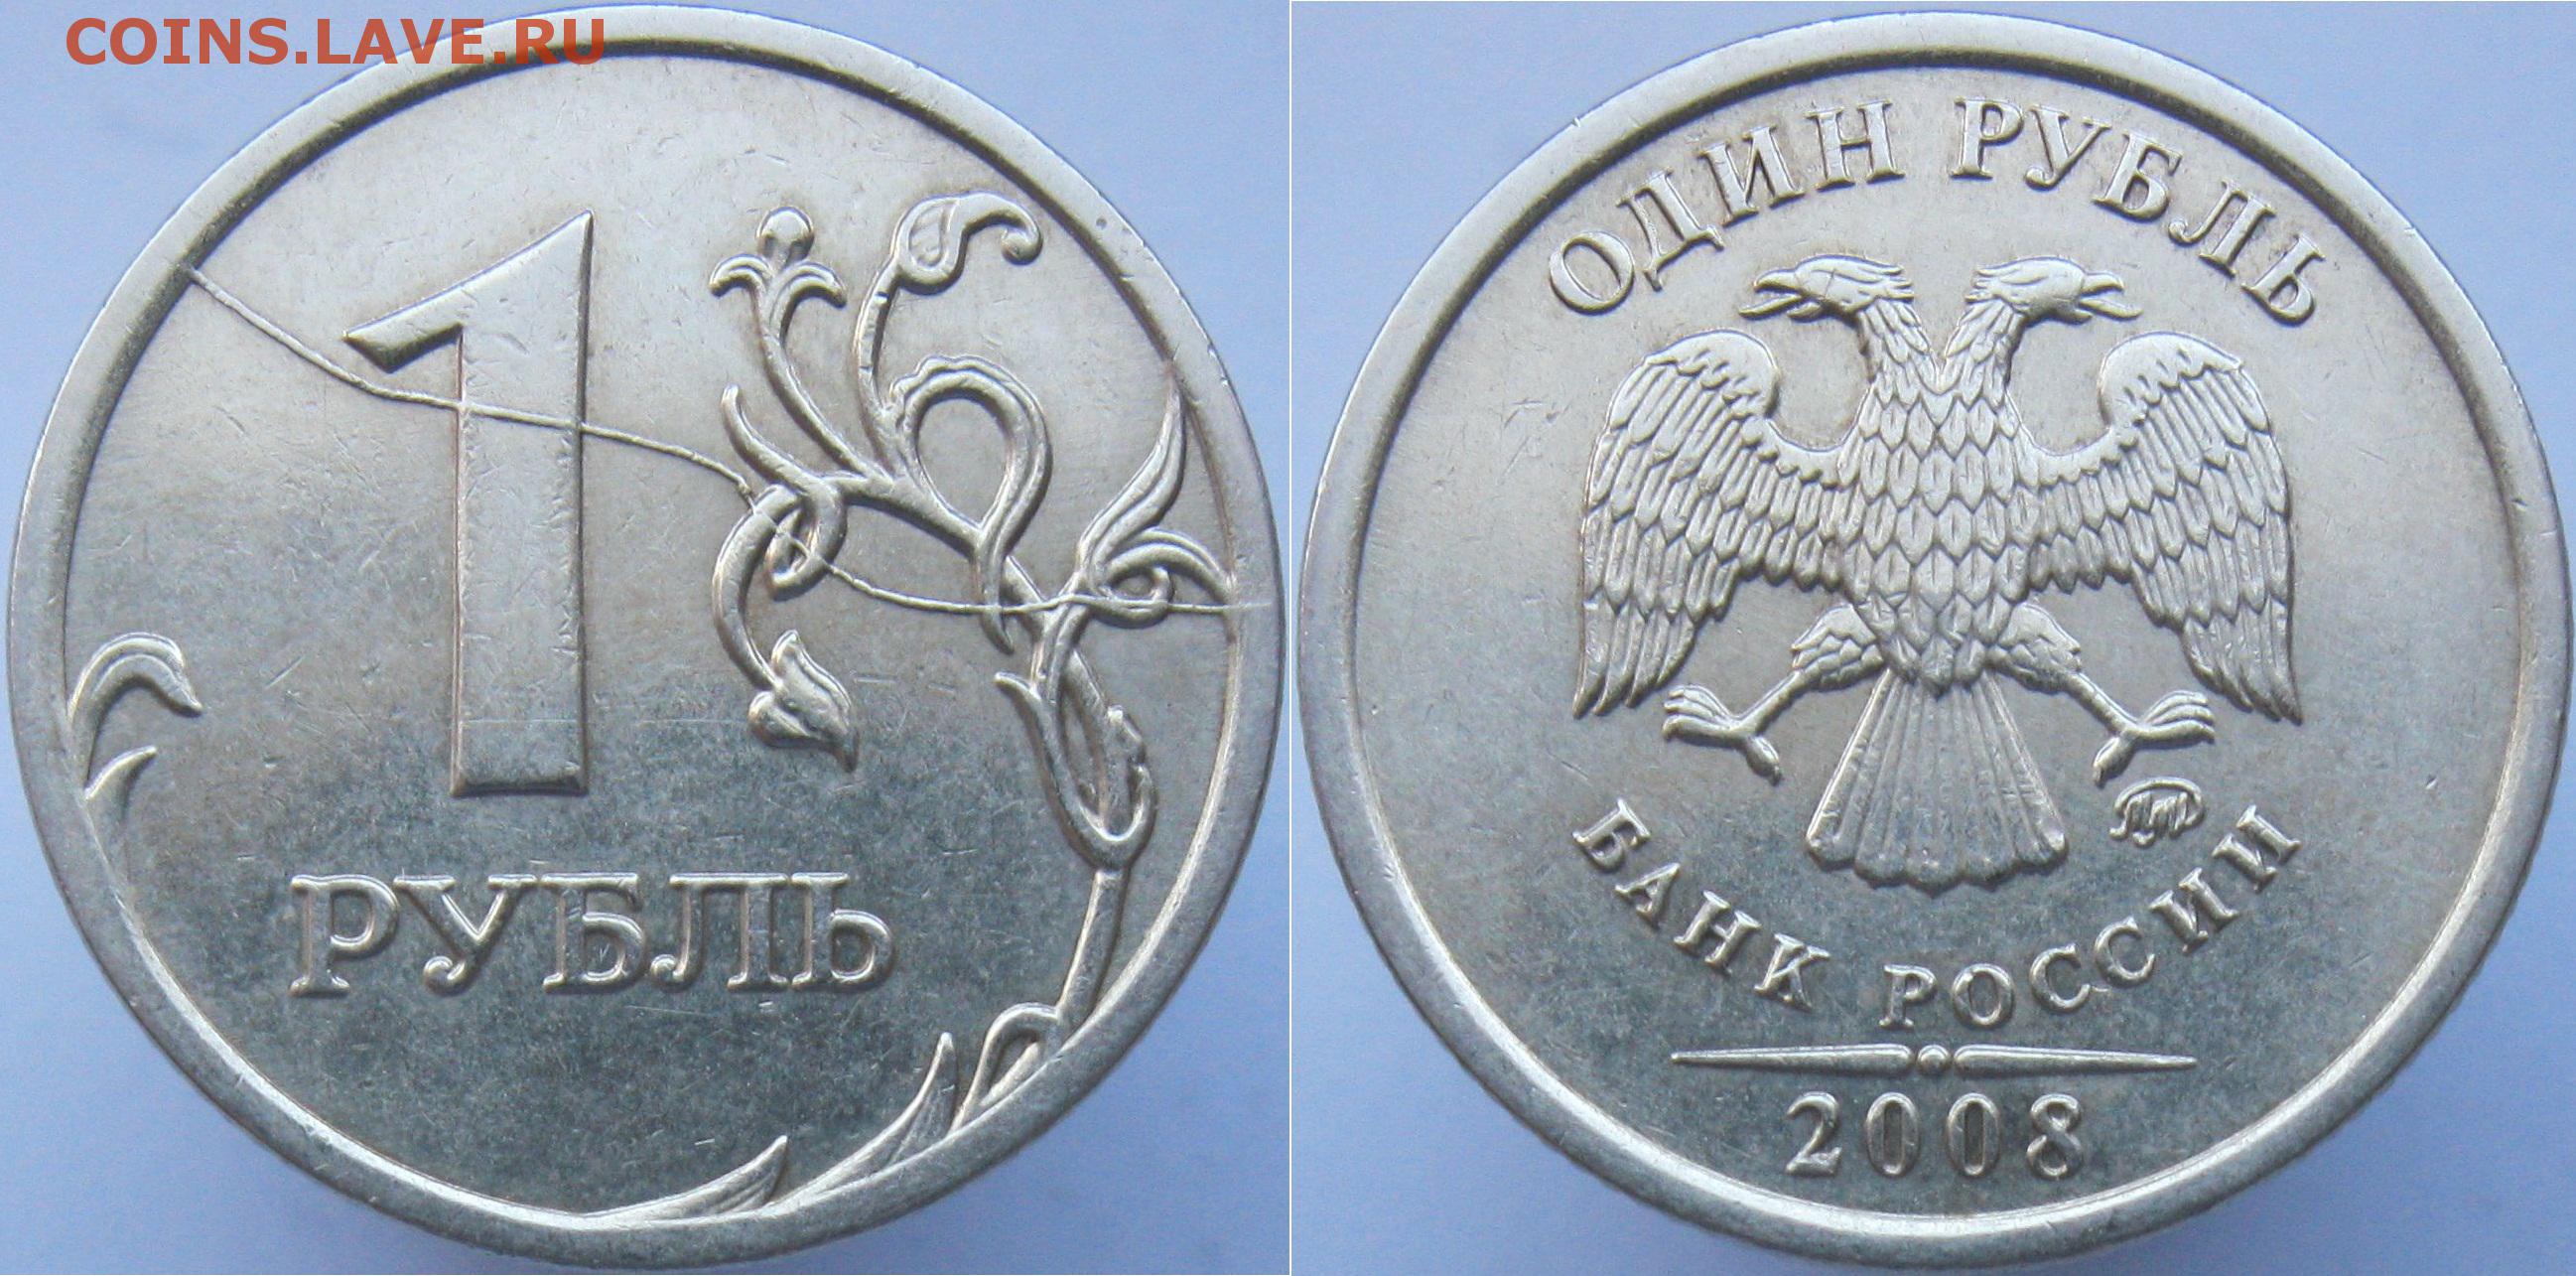 COINS.LAVE.RU
1
РУБЛЬ
ОДИН РУБЛЬ
БАНК РОССИИ
2008